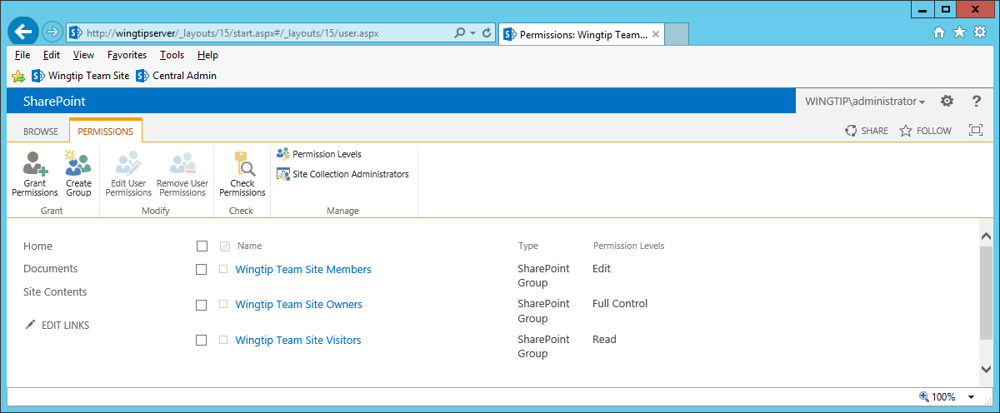 http://wingtipserver/_layouts/15/start.aspx#/_layouts/15/user.aspx
Permissions: Wingtip Team...
File Edit View Favorites Tools Help
Wingtip Team Site Central Admin
SharePoint
WINGTIP\administrator
?
BROWSE PERMISSIONS
SHARE FOLLOW
Grant Permissions
Create Group
Grant
Edit User Permissions
Remove User Permissions
Modify
Check Permissions
Check
Permission Levels
Site Collection Administrators
Manage
Home
Documents
Site Contents
EDIT LINKS
Name Type Permission Levels
Wingtip Team Site Members SharePoint Group Edit
Wingtip Team Site Owners SharePoint Group Full Control
Wingtip Team Site Visitors SharePoint Group Read
100%